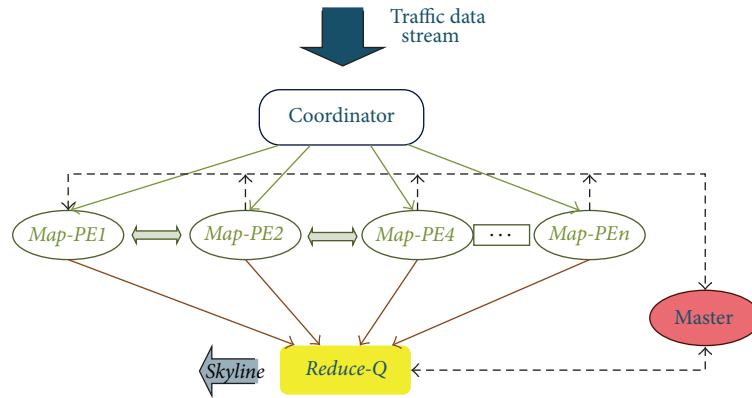 Traffic data
stream
Coordinator
Map-PE1
Map-PE2
Map-PE4
...
Map-PEn
Master
Skyline
Reduce-Q